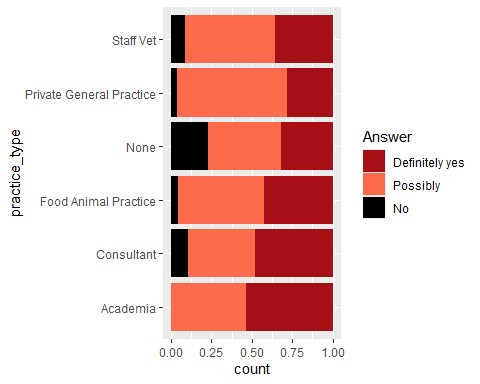 practice_type
Staff Vet
Private General Practice
None
Food Animal Practice
Consultant
Academia
0.00 0.25 0.50 0.75 1.00
count
Answer
Definitely yes
Possibly
No